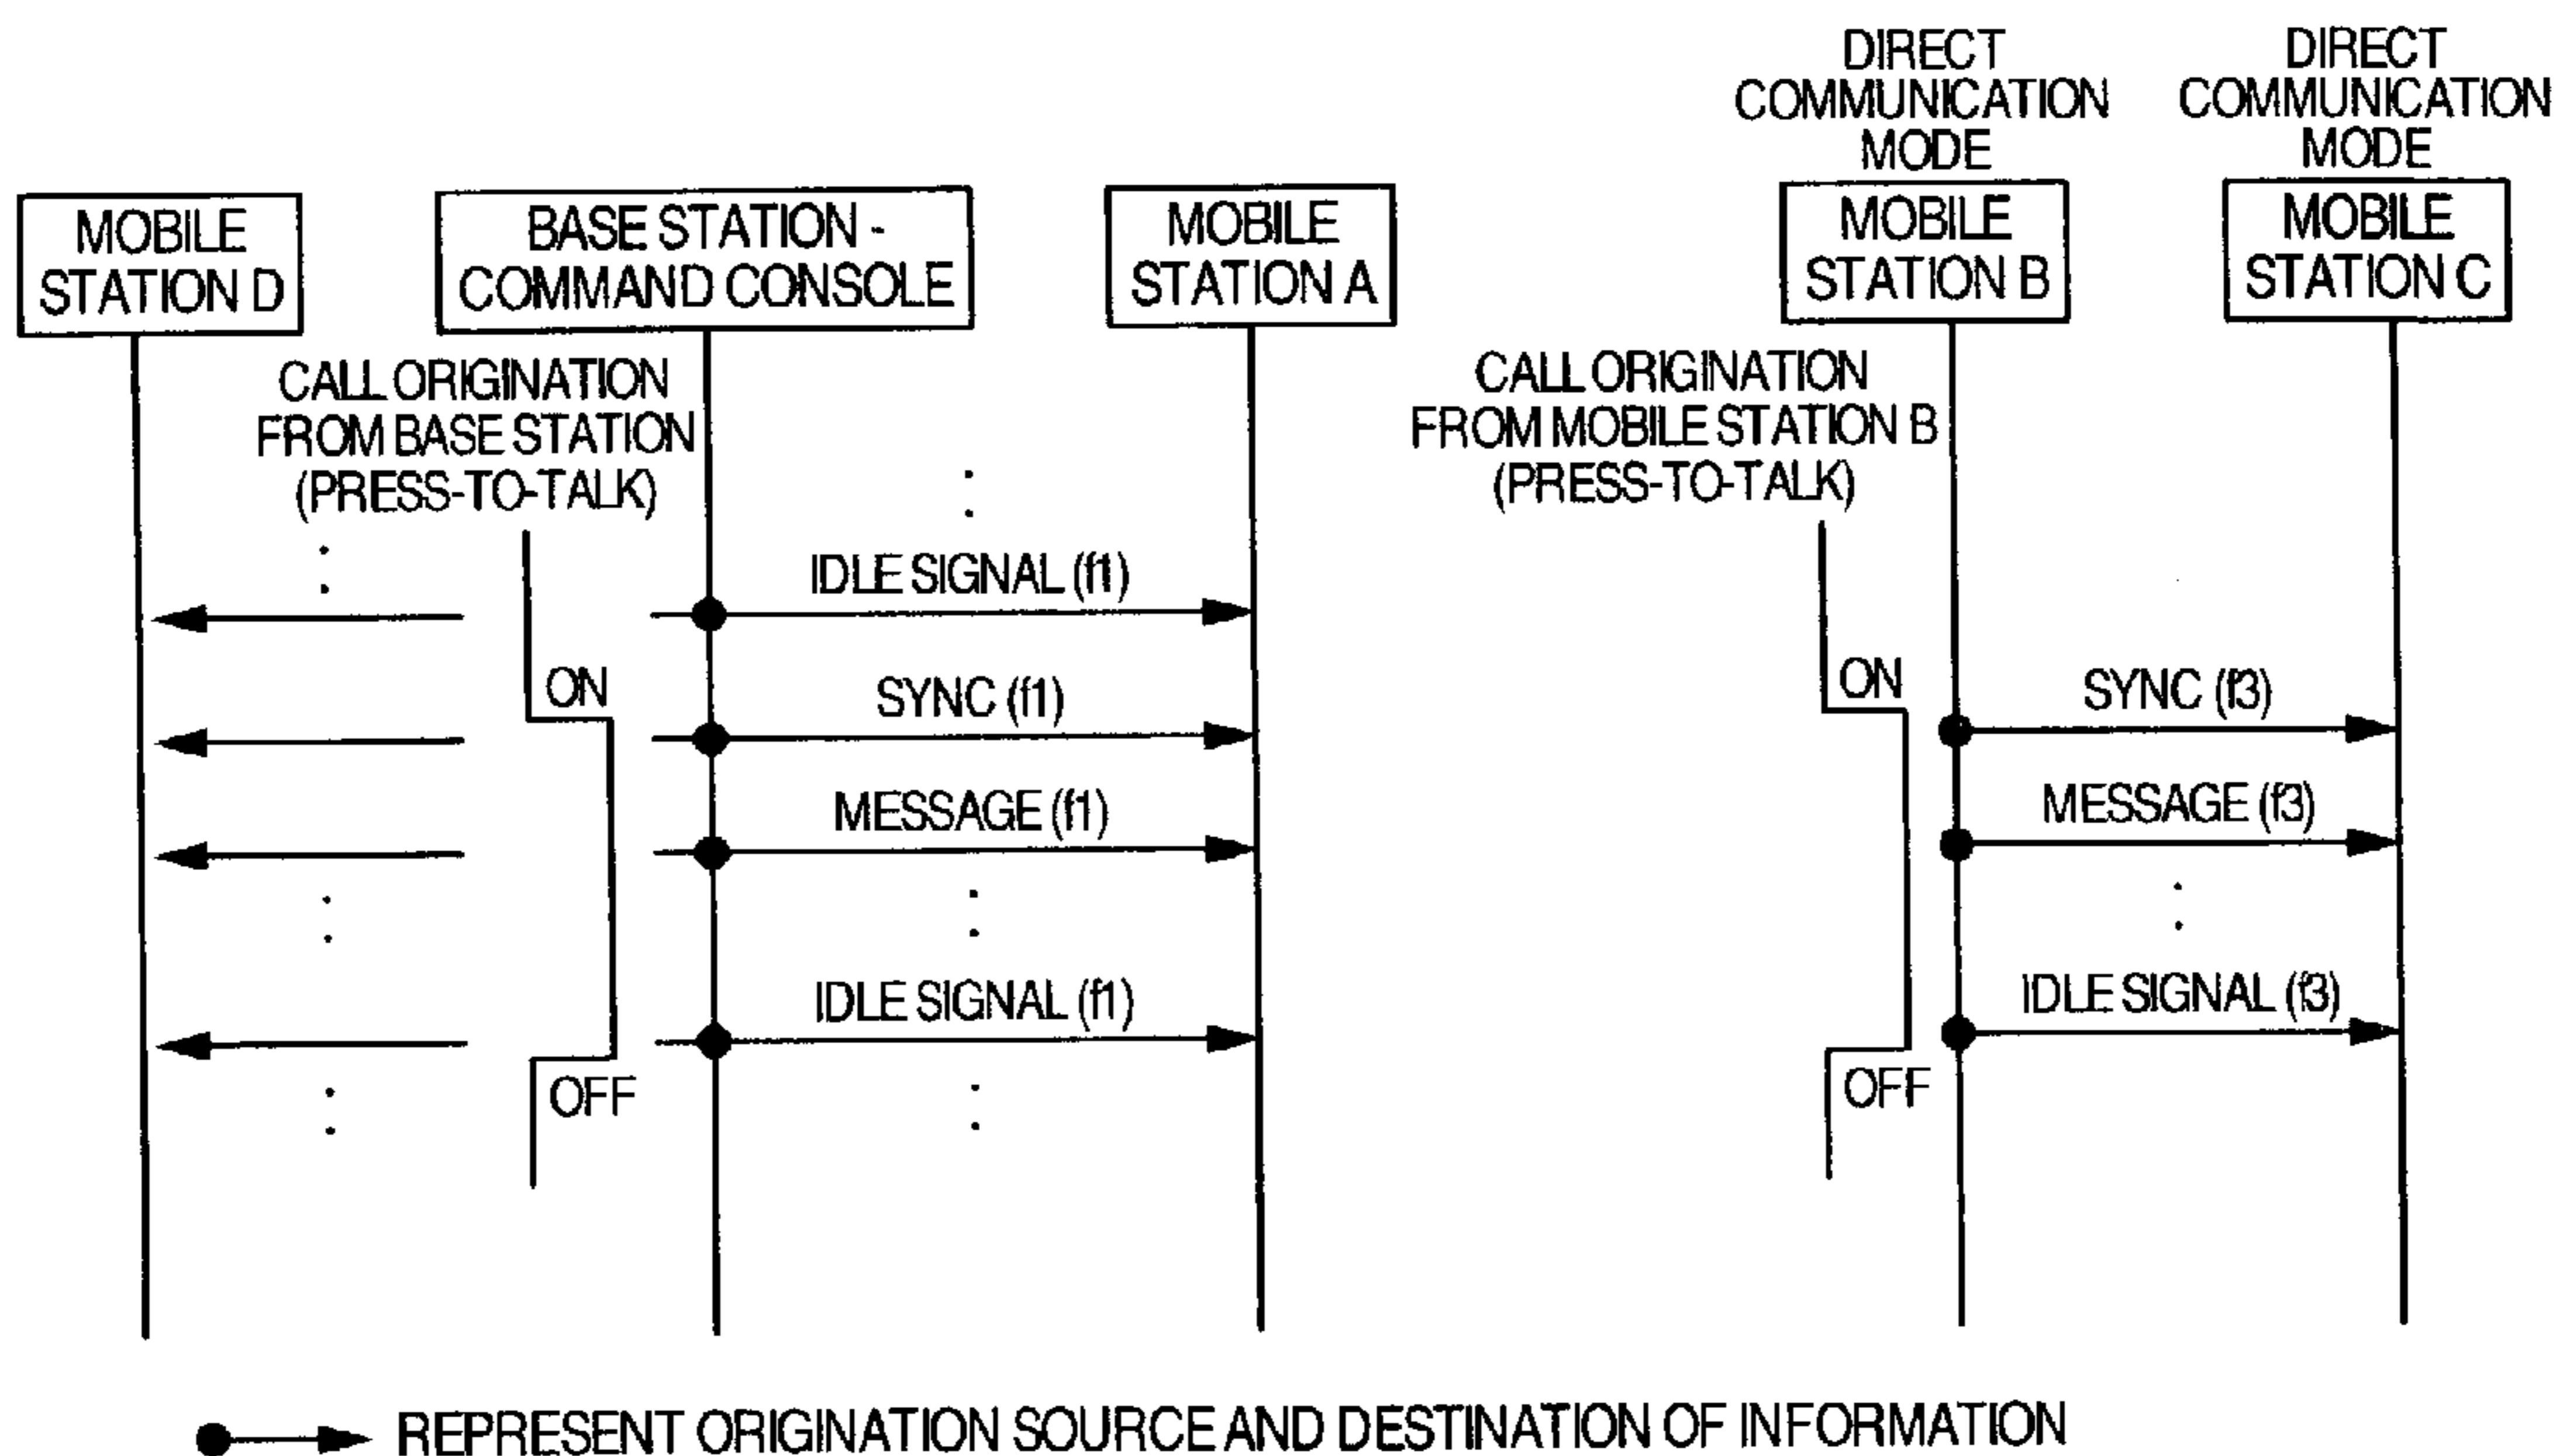 DIRECT
COMMUNICATION
MODE
DIRECT
COMMUNICATION
MODE
MOBILE
STATION D
BASE STATION -
COMMAND CONSOLE
MOBILE
STATION A
MOBILE
STATION B
MOBILE
STATION C
CALL ORIGINATION
FROM BASE STATION
(PRESS-TO-TALK)
CALL ORIGINATION
FROM MOBILE STATION B
(PRESS-TO-TALK)
IDLE SIGNAL (f1)
ON
SYNC (f1)
ON
SYNC (f3)
MESSAGE (f1)
MESSAGE (f3)
IDLE SIGNAL (f1)
IDLE SIGNAL (f3)
OFF
OFF
REPRESENT ORIGINATION SOURCE AND DESTINATION OF INFORMATION